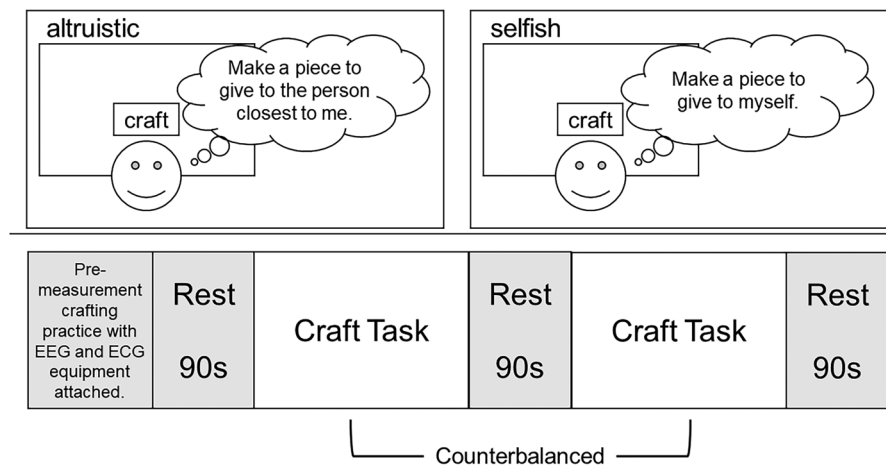 altruistic
Make a piece to
give to the person
closest to me.
craft
selfish
Make a piece to
give to myself.
craft
Pre-
measurement
crafting
practice with
EEG and ECG
equipment
attached.
Rest
90s
Craft Task
Rest
90s
Craft Task
Rest
90s
Counterbalanced